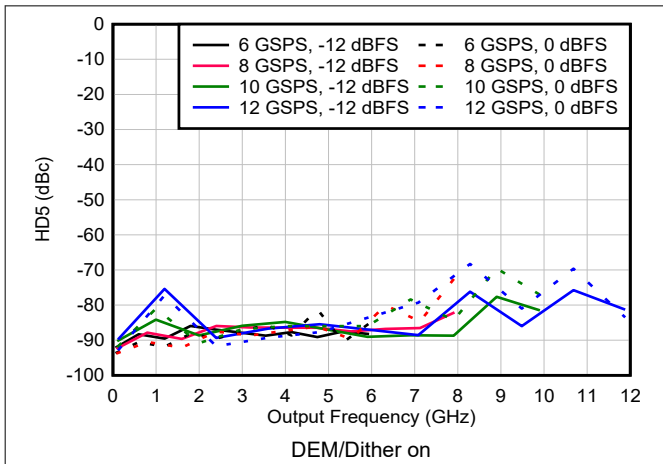 0
-10
-20
-30
-40
-50
-60
-70
-80
-90
-100
HD5 (dBc)
6 GSPS, -12 dBFS
8 GSPS, -12 dBFS
10 GSPS, -12 dBFS
12 GSPS, -12 dBFS
6 GSPS, 0 dBFS
8 GSPS, 0 dBFS
10 GSPS, 0 dBFS
12 GSPS, 0 dBFS
0 1 2 3 4 5 6 7 8 9 10 11 12
Output Frequency (GHz)
DEM/Dither on